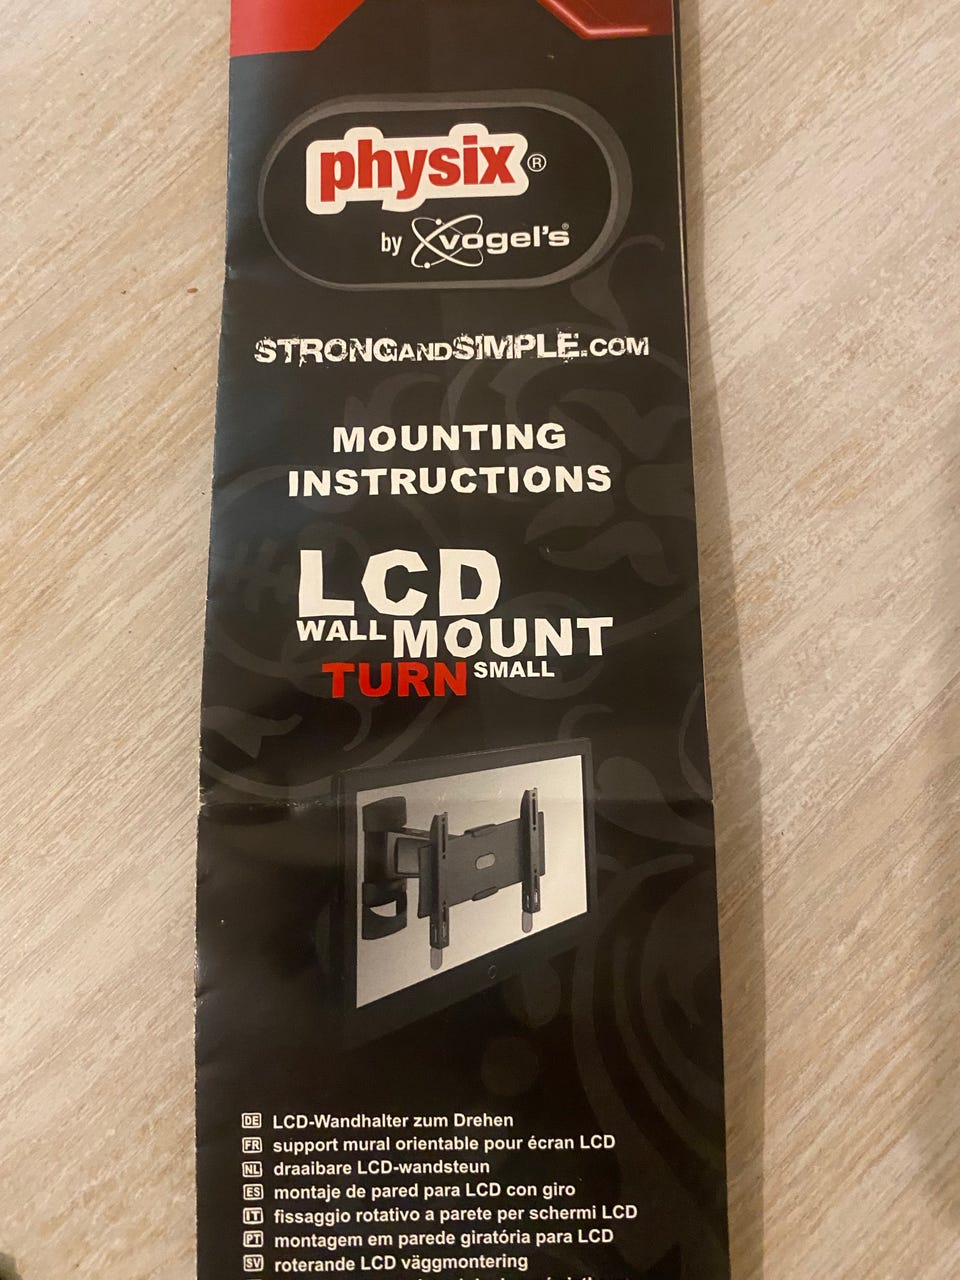 physix®
by vogel's®
STRONGANDSIMPLE.COM
MOUNTING
INSTRUCTIONS
LCD
WALL MOUNT
TURN SMALL
DE LCD-Wandhalter zum Drehen
FR support mural orientable pour écran LCD
NL draaibare LCD-wandsteun
ES montaje de pared para LCD con giro
IT fissaggio rotativo a parete per schermi LCD
PT montagem em parede giratória para LCD
SV roterande LCD väggmontering